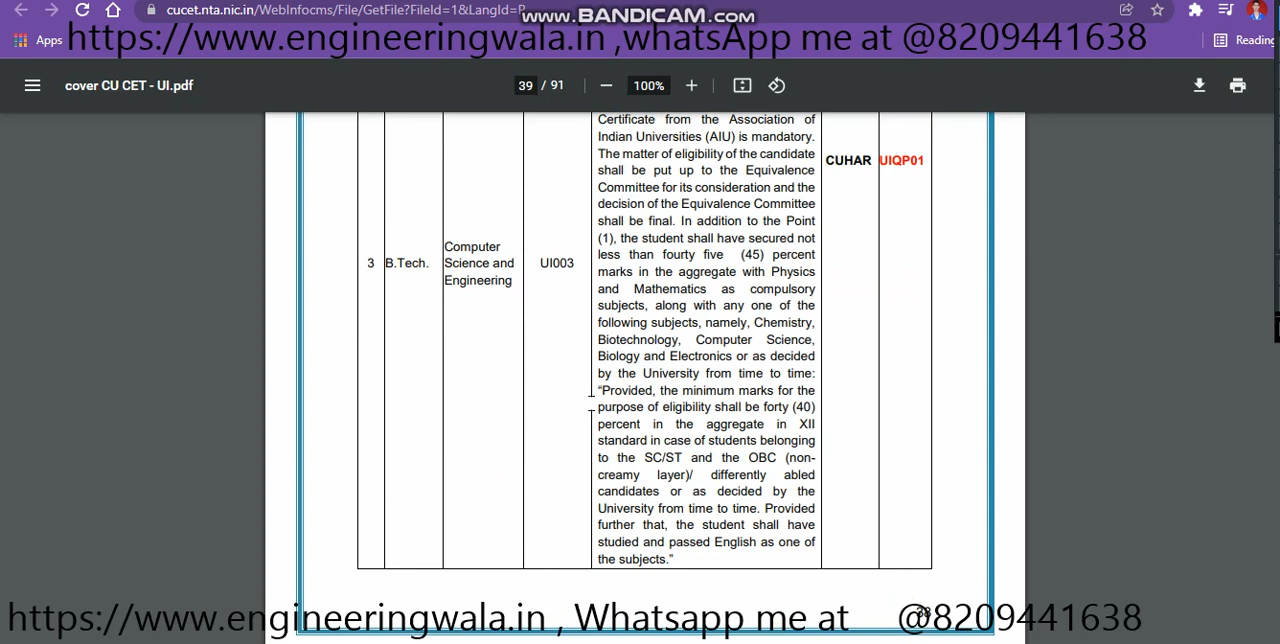 cucet.nta.nic.in/WebInfocms/File/GetFile?FileId=1&LangId=P
www.BANDICAM.com
Apps
https://www.engineeringwala.in ,whatsApp me at @8209441638
Reading
cover CU CET - UI.pdf
39 / 91
100%
Certificate from the Association of
Indian Universities (AIU) is mandatory.
The matter of eligibility of the candidate
shall be put up to the Equivalence
Committee for its consideration and the
decision of the Equivalence Committee
shall be final. In addition to the Point
(1), the student shall have secured not
less than fourty five (45) percent
marks in the aggregate with Physics
and Mathematics as compulsory
subjects, along with any one of the
following subjects, namely, Chemistry,
Biotechnology, Computer Science,
Biology and Electronics or as decided
by the University from time to time:
“Provided, the minimum marks for the
purpose of eligibility shall be forty (40)
percent in the aggregate in XII
standard in case of students belonging
to the SC/ST and the OBC (non-
creamy layer)/ differently abled
candidates or as decided by the
University from time to time. Provided
further that, the student shall have
studied and passed English as one of
the subjects.”
CUHAR
UIQP01
3
B.Tech.
Computer
Science and
Engineering
UI003
https://www.engineeringwala.in , Whatsapp me at @8209441638